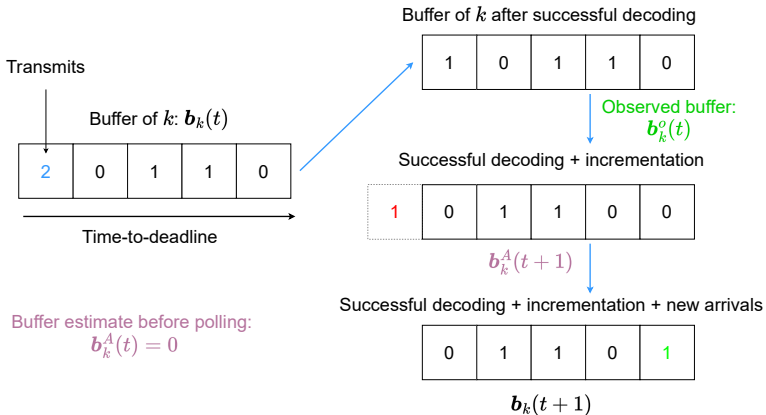 Transmits
Buffer of k: b_k(t)
2 0 1 1 0
Time-to-deadline
Buffer estimate before polling:
b_k^A(t) = 0
Buffer of k after successful decoding
1 0 1 1 0
Observed buffer:
b_k^o(t)
Successful decoding + incrementation
1 0 1 1 0 0
b_k^A(t + 1)
Successful decoding + incrementation + new arrivals
0 1 1 0 1
b_k(t + 1)